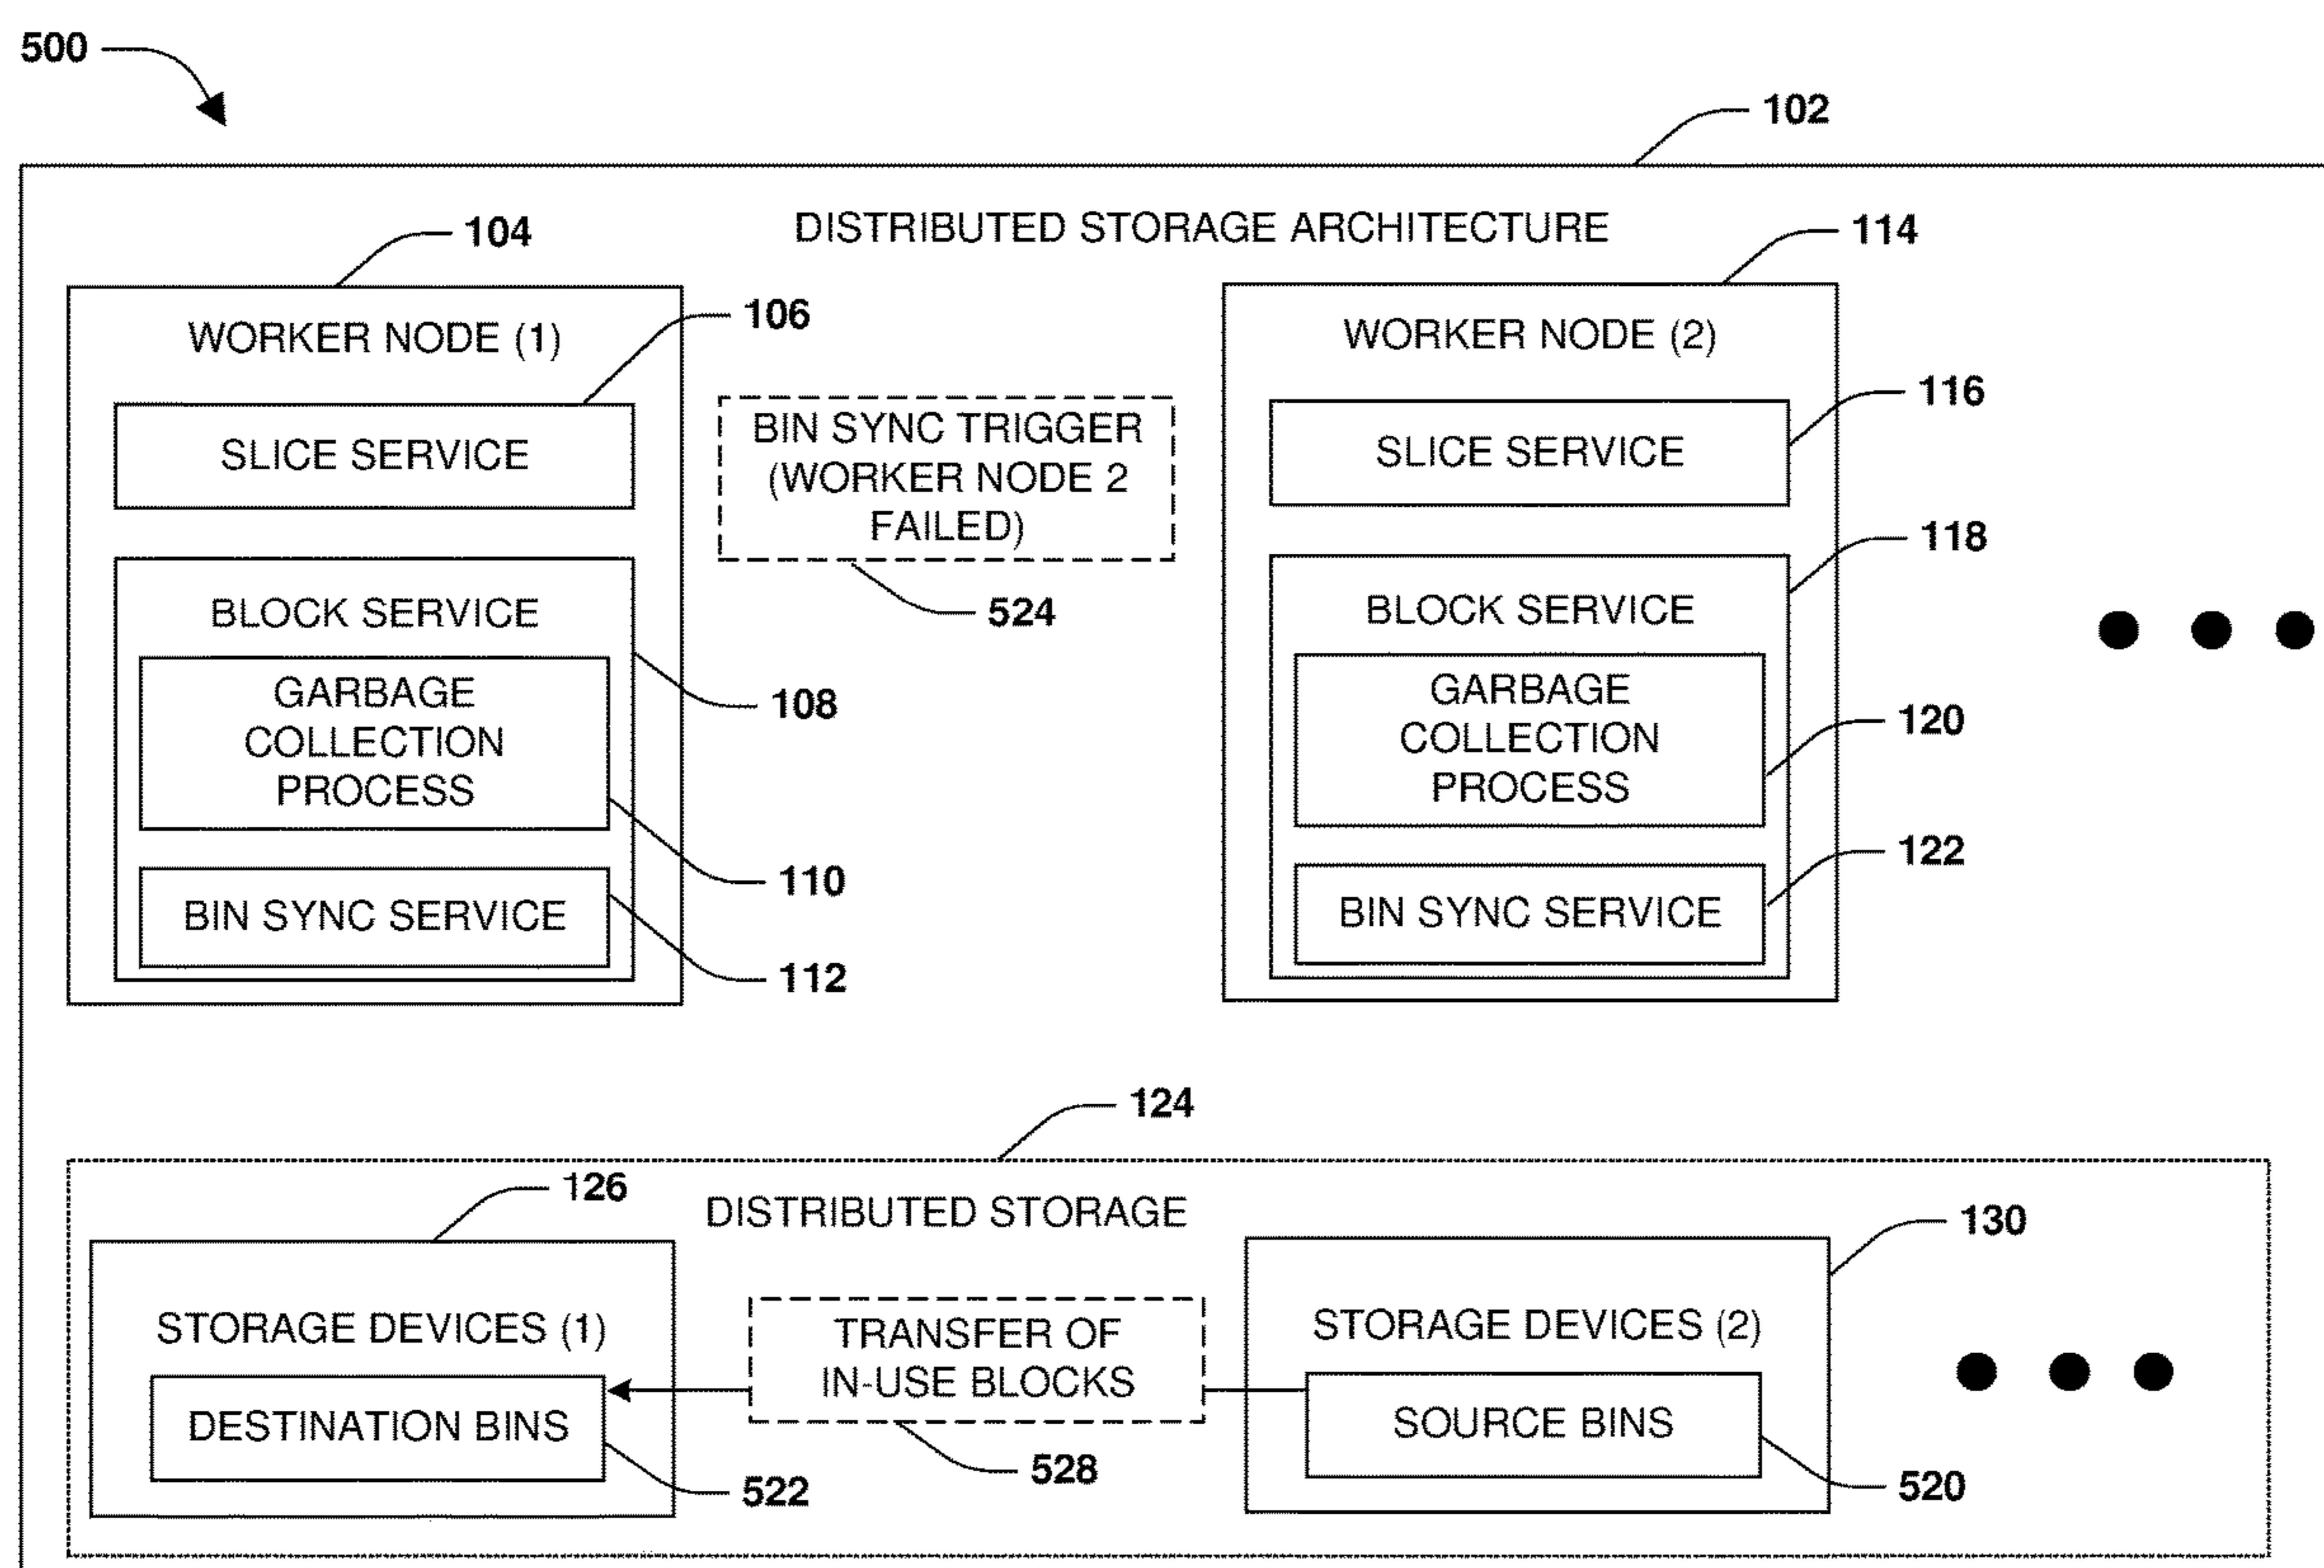 500
102
DISTRIBUTED STORAGE ARCHITECTURE
104
WORKER NODE (1)
106
SLICE SERVICE
BLOCK SERVICE
108
GARBAGE
COLLECTION
PROCESS
110
BIN SYNC SERVICE
112
BIN SYNC TRIGGER
(WORKER NODE 2
FAILED)
524
114
WORKER NODE (2)
116
SLICE SERVICE
118
BLOCK SERVICE
GARBAGE
COLLECTION
PROCESS
120
122
BIN SYNC SERVICE
124
DISTRIBUTED STORAGE
126
STORAGE DEVICES (1)
DESTINATION BINS
522
TRANSFER OF
IN-USE BLOCKS
528
130
STORAGE DEVICES (2)
SOURCE BINS
520